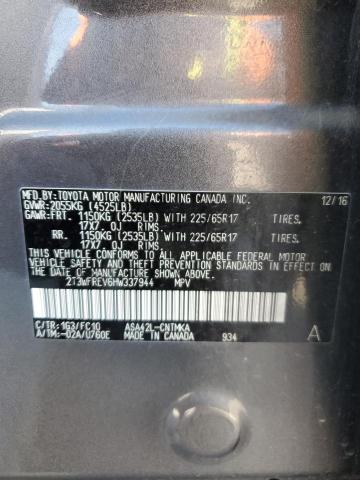 MFD.BY:TOYOTA MOTOR MANUFACTURING CANADA INC.
GVWR:2055KG (4525LB) 12/16
GAWR:FRT. 1150KG (2535LB) WITH 225/65R17 TIRES.
17X7 0J RIMS.
RR. 1150KG (2535LB) WITH 225/65R17 TIRES.
17X7 0J RIMS.
THIS VEHICLE CONFORMS TO ALL APPLICABLE FEDERAL MOTOR
VEHICLE SAFETY AND THEFT PREVENTION STANDARDS IN
EFFECT ON THE DATE OF MANUFACTURE SHOWN ABOVE.
2T3WFREV6HW337944 MPV
C/TR:1G3/FC10 ASA42L-CNTMKA A
A/TM:-02A/U760E MADE IN CANADA 934